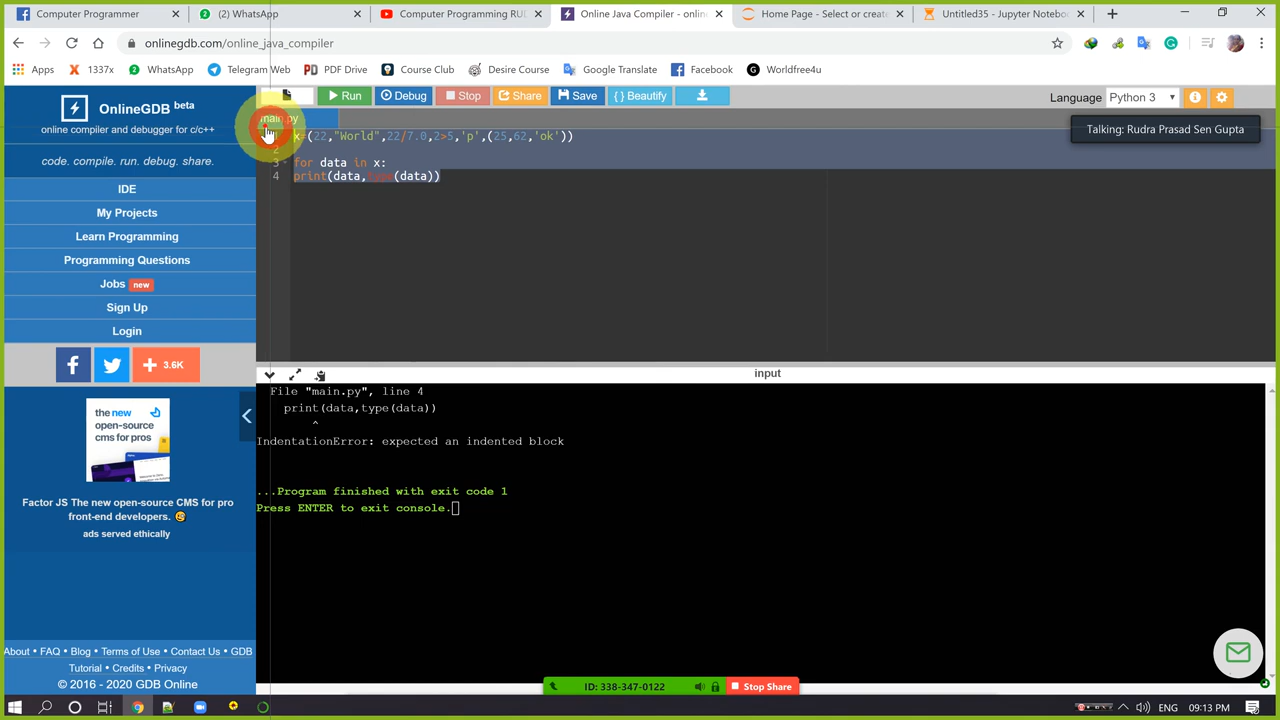 Computer Programmer
(2) WhatsApp
Computer Programming RUD
Online Java Compiler - online
Home Page - Select or create
Untitled35 - Jupyter Notebook
onlinegdb.com/online_java_compiler
Apps
1337x
WhatsApp
Telegram Web
PDF Drive
Course Club
Desire Course
Google Translate
Facebook
Worldfree4u
OnlineGDB beta
online compiler and debugger for c/c++
code. compile. run. debug. share.
IDE
My Projects
Learn Programming
Programming Questions
Jobs new
Sign Up
Login
3.6K
the new
open-source
cms for pros
Factor JS The new open-source CMS for pro
front-end developers.
ads served ethically
About • FAQ • Blog • Terms of Use • Contact Us • GDB
Tutorial • Credits • Privacy
© 2016 - 2020 GDB Online
Run
Debug
Stop
Share
Save
{ } Beautify
Language Python 3
Talking: Rudra Prasad Sen Gupta
main.py
x=(22,"World",22/7.0,2>5,'p',(25,62,'ok'))
2
3 for data in x:
4 print(data,type(data))
input
File "main.py", line 4
print(data,type(data))
^
IndentationError: expected an indented block
...Program finished with exit code 1
Press ENTER to exit console.
ID: 338-347-0122
Stop Share
ENG
09:13 PM